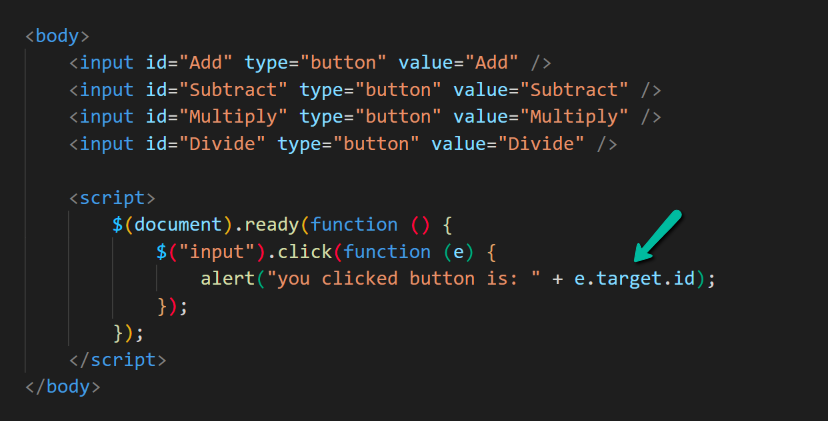 <body>
<input id="Add" type="button" value="Add" />
<input id="Subtract" type="button" value="Subtract" />
<input id="Multiply" type="button" value="Multiply" />
<input id="Divide" type="button" value="Divide" />
<script>
$(document).ready(function () {
$("input").click(function (e) {
alert("you clicked button is: " + e.target.id);
});
});
</script>
</body>